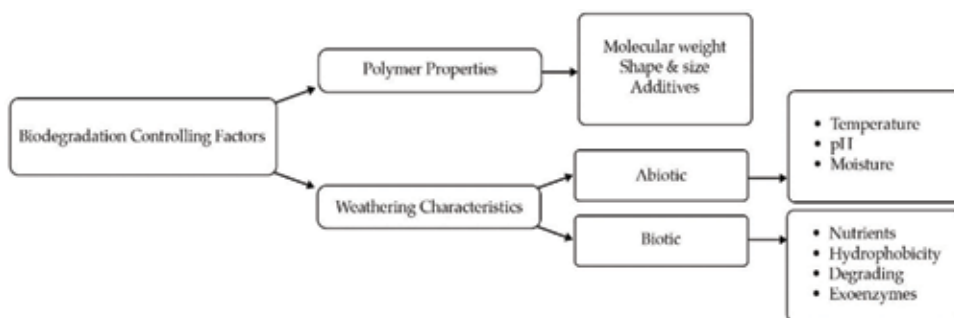 Biodegradation Controlling Factors
Polymer Properties
Molecular weight
Shape & size
Additives
Weathering Characteristics
Abiotic
• Temperature
• pH
• Moisture
Biotic
• Nutrients
• Hydrophobicity
• Degrading
• Exoenzymes